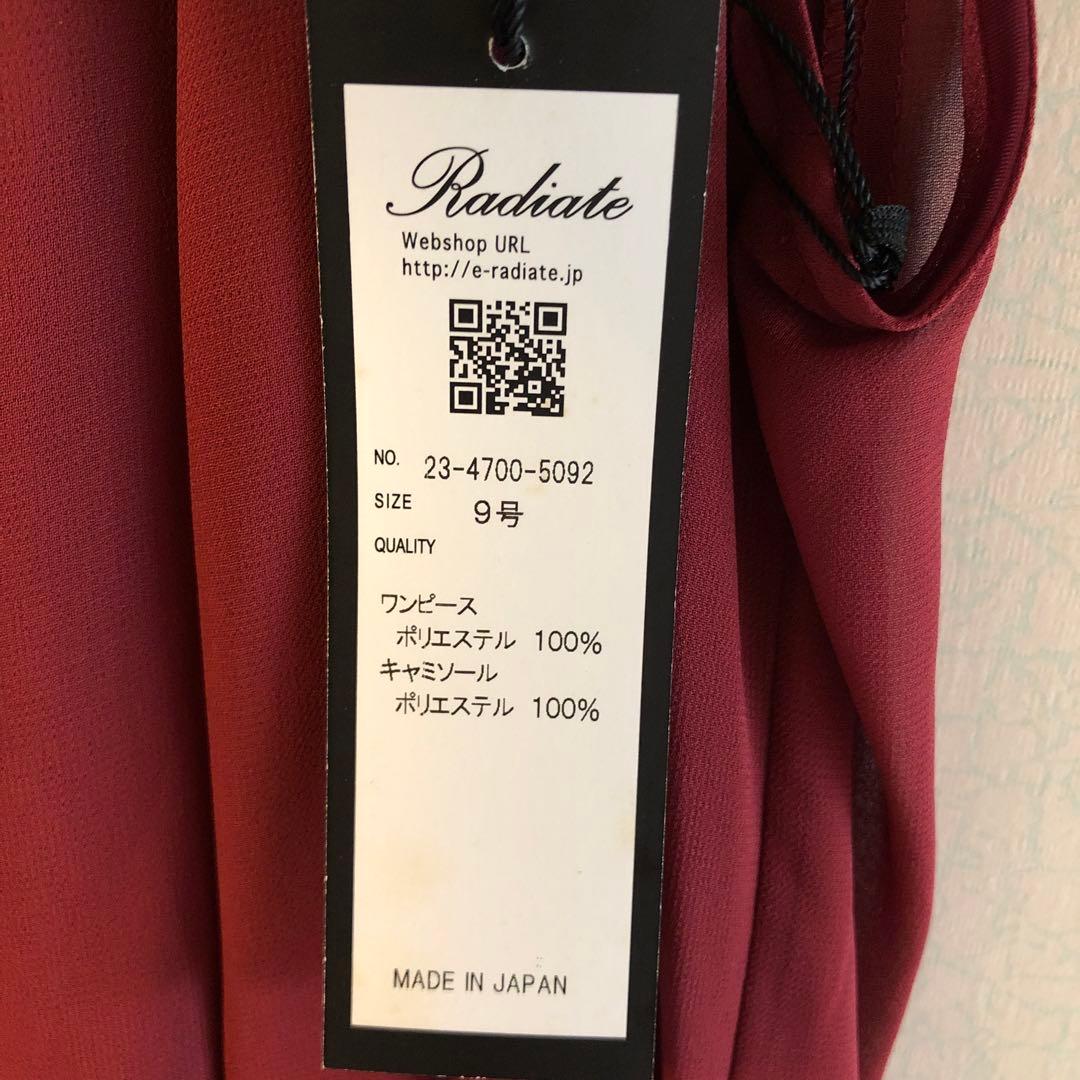 Radiate
Webshop URL
http://e-radiate.jp
NO. 23-4700-5092
SIZE 9号
QUALITY
ワンピース
ポリエステル 100%
キャミソール
ポリエステル 100%
MADE IN JAPAN